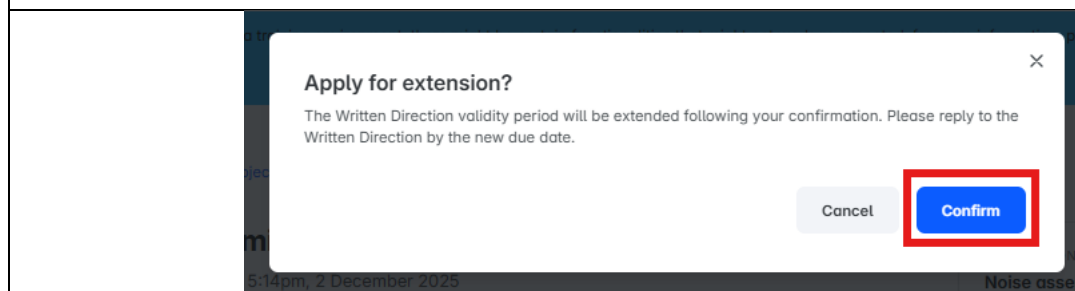 Apply for extension?
The Written Direction validity period will be extended following your confirmation. Please reply to the
Written Direction by the new due date.
Cancel Confirm
5:14pm, 2 December 2025
Noise asse